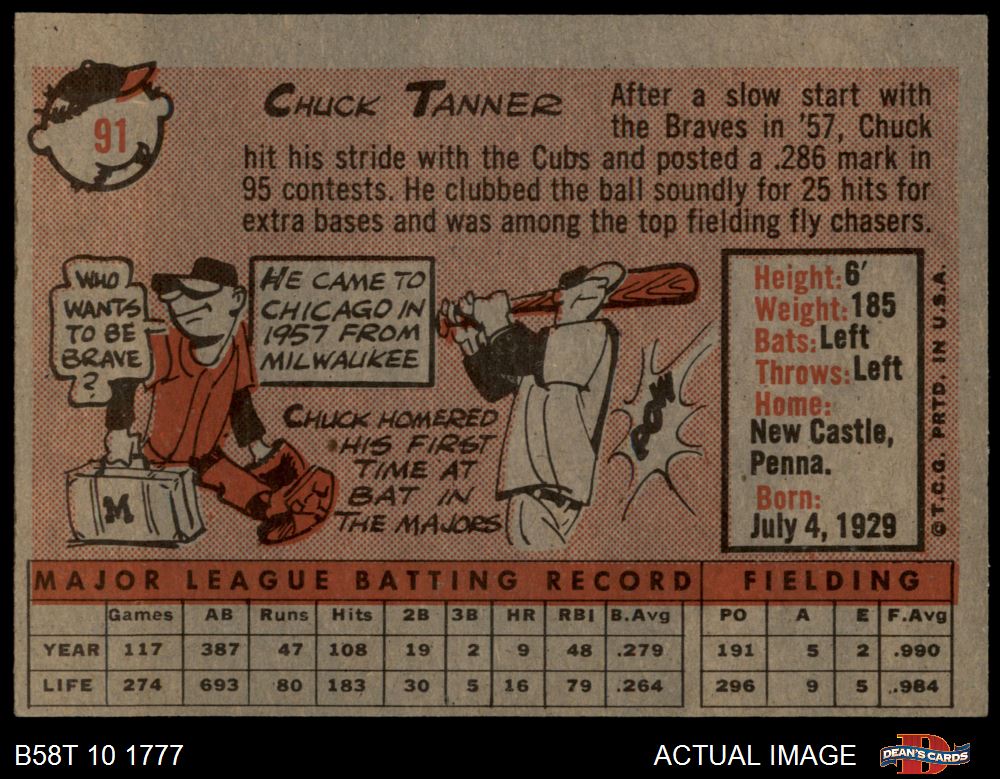 91
CHUCK TANNER
After a slow start with
the Braves in '57, Chuck
hit his stride with the Cubs and posted a .286 mark in
95 contests. He clubbed the ball soundly for 25 hits for
extra bases and was among the top fielding fly chasers.
WHO
WANTS
TO BE
BRAVE
?
M
HE CAME TO
CHICAGO IN
1957 FROM
MILWAUKEE
CHUCK HOMERED
HIS FIRST
TIME AT
BAT IN
THE MAJORS
POW
Height: 6'
Weight: 185
Bats: Left
Throws: Left
Home:
New Castle,
Penna.
Born:
July 4, 1929
©T.C.G. PRTD. IN U.S.A.
MAJOR LEAGUE BATTING RECORD FIELDING
Games AB Runs Hits 2B 3B HR RBI B.Avg PO A E F.Avg
YEAR 117 387 47 108 19 2 9 48 .279 191 5 2 .990
LIFE 274 693 80 183 30 5 16 79 .264 296 9 5 .984
B58T 10 1777 ACTUAL IMAGE DEAN'S CARDS